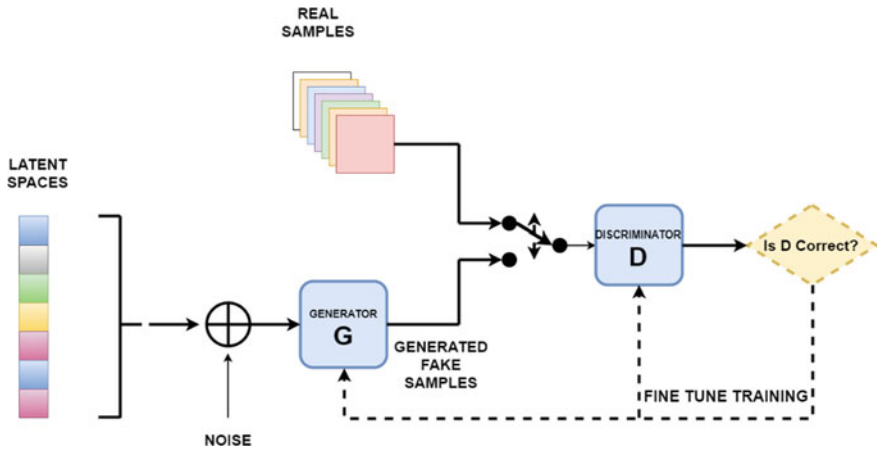 REAL
SAMPLES
LATENT
SPACES
DISCRIMINATOR
D
Is D Correct?
GENERATOR
G
GENERATED
FAKE
SAMPLES
FINE TUNE TRAINING
NOISE